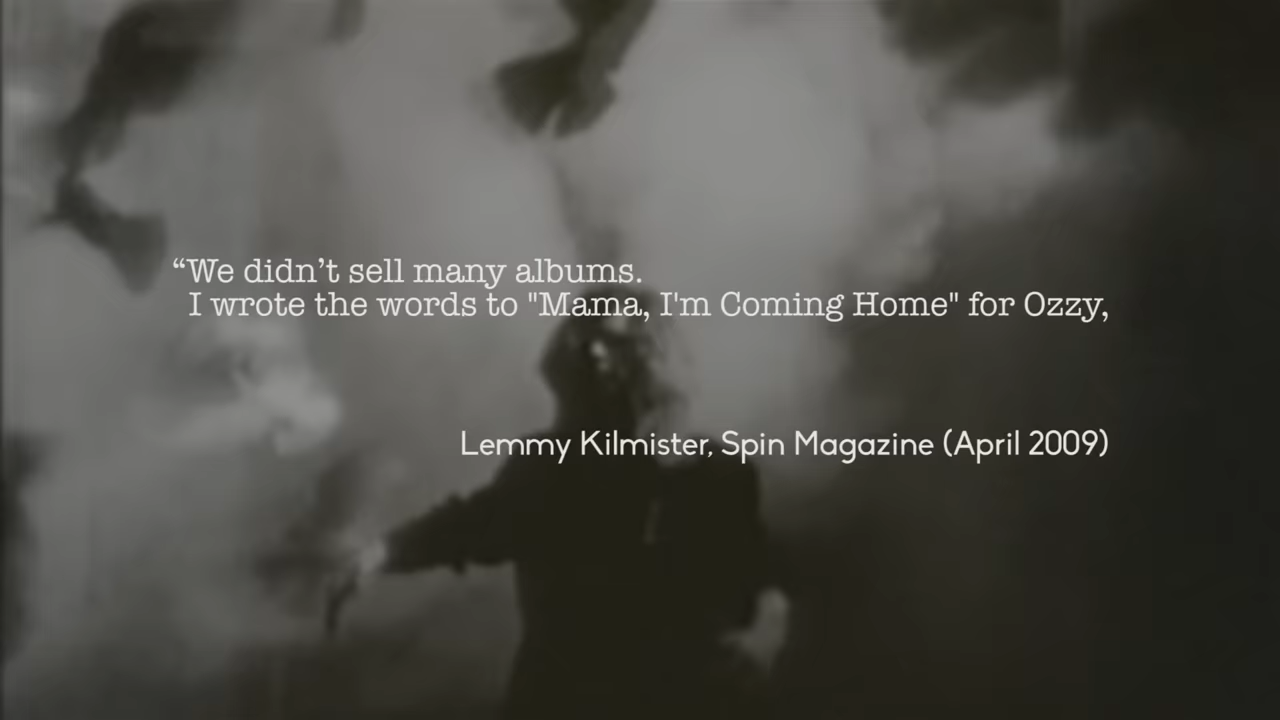 “We didn’t sell many albums.
I wrote the words to "Mama, I'm Coming Home" for Ozzy,
Lemmy Kilmister, Spin Magazine (April 2009)